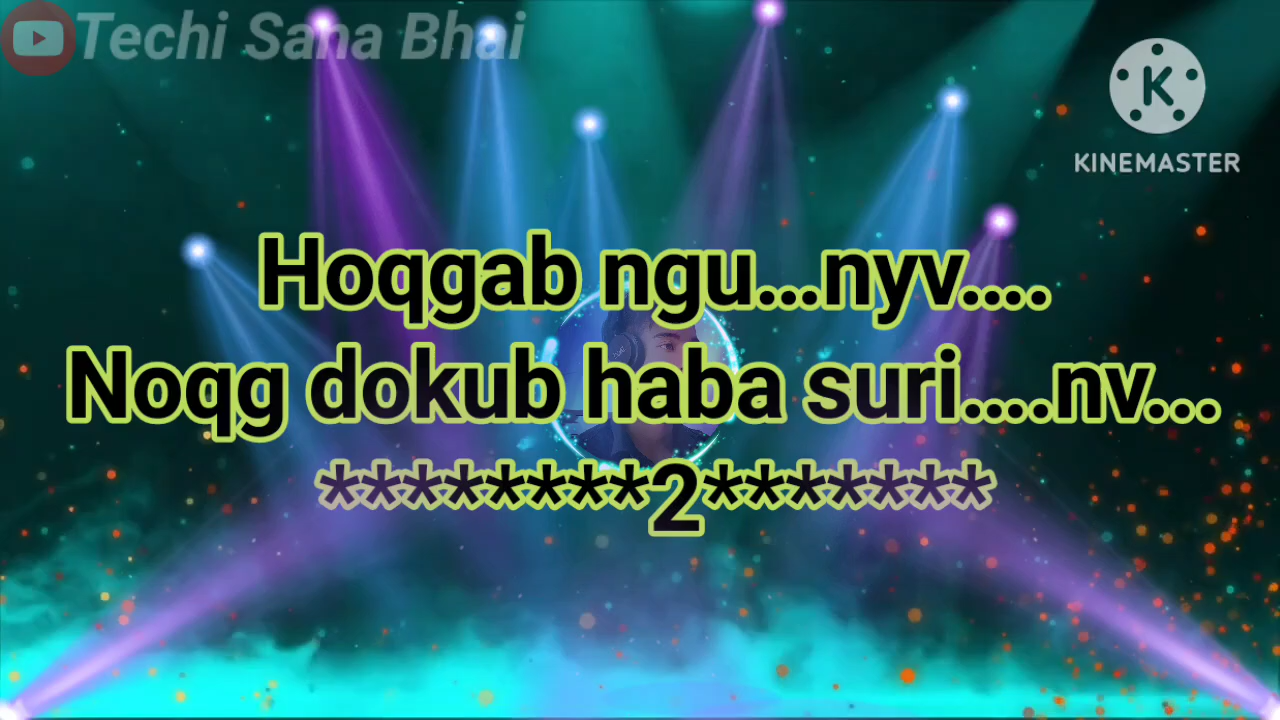 Techi Sana Bhai
K
KINEMASTER
Hoqgab ngu...nyv....
Noqg dokub haba suri....nv...
********2*******